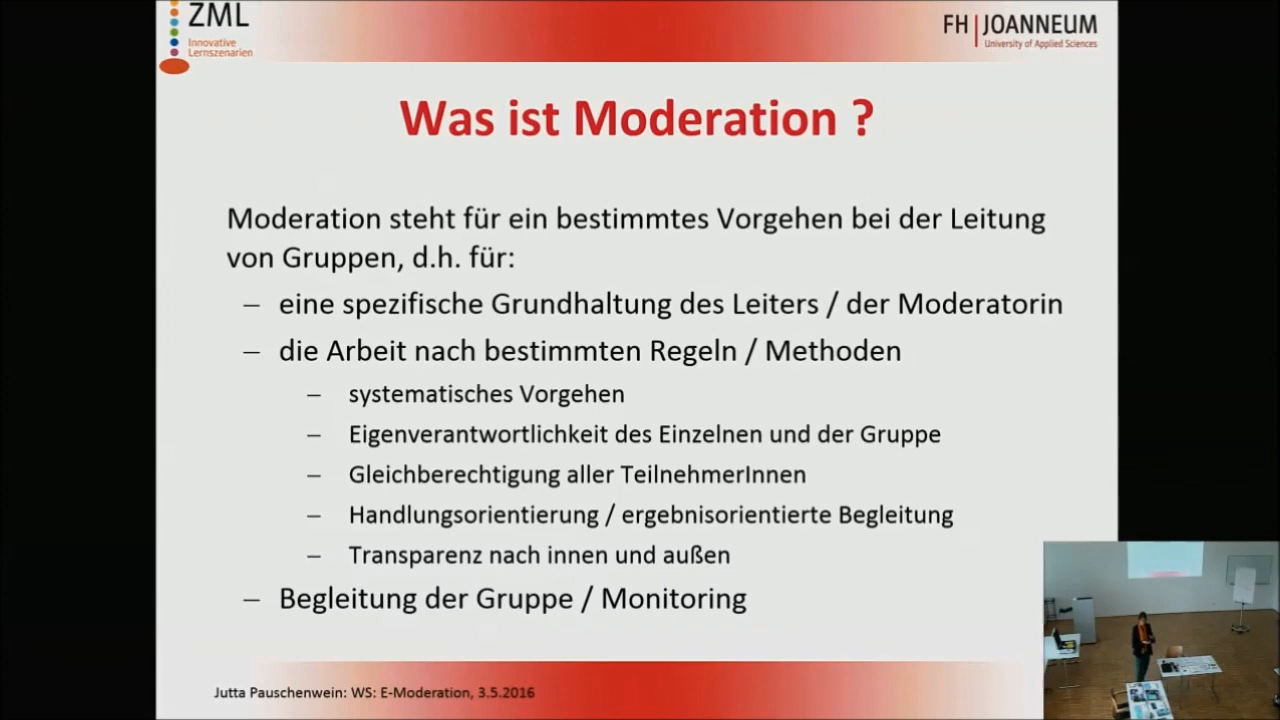 ZML
Innovative
Lernszenarien
FH | JOANNEUM
University of Applied Sciences
Was ist Moderation ?
Moderation steht für ein bestimmtes Vorgehen bei der Leitung
von Gruppen, d.h. für:
– eine spezifische Grundhaltung des Leiters / der Moderatorin
– die Arbeit nach bestimmten Regeln / Methoden
– systematisches Vorgehen
– Eigenverantwortlichkeit des Einzelnen und der Gruppe
– Gleichberechtigung aller TeilnehmerInnen
– Handlungsorientierung / ergebnisorientierte Begleitung
– Transparenz nach innen und außen
– Begleitung der Gruppe / Monitoring
Jutta Pauschenwein: WS: E-Moderation, 3.5.2016